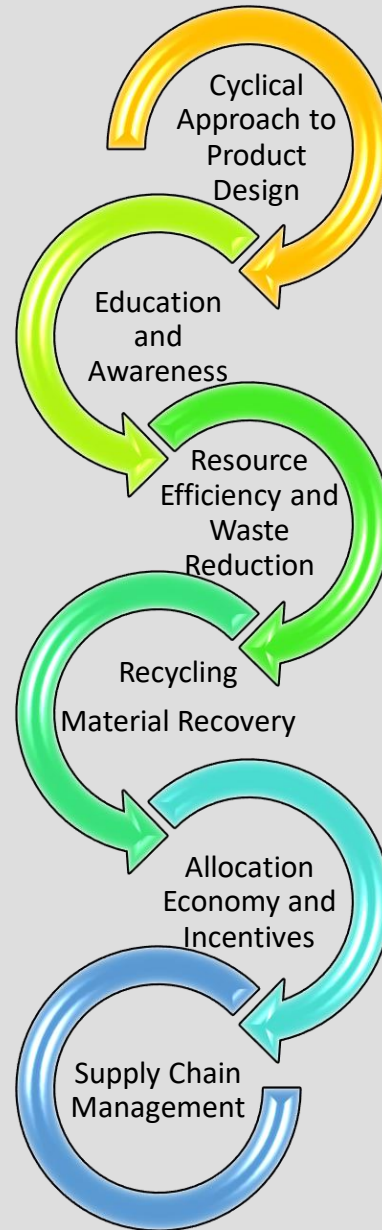 Cyclical
Approach to
Product
Design
Education
and
Awareness
Resource
Efficiency and
Waste
Reduction
Recycling
Material Recovery
Allocation
Economy and
Incentives
Supply Chain
Management